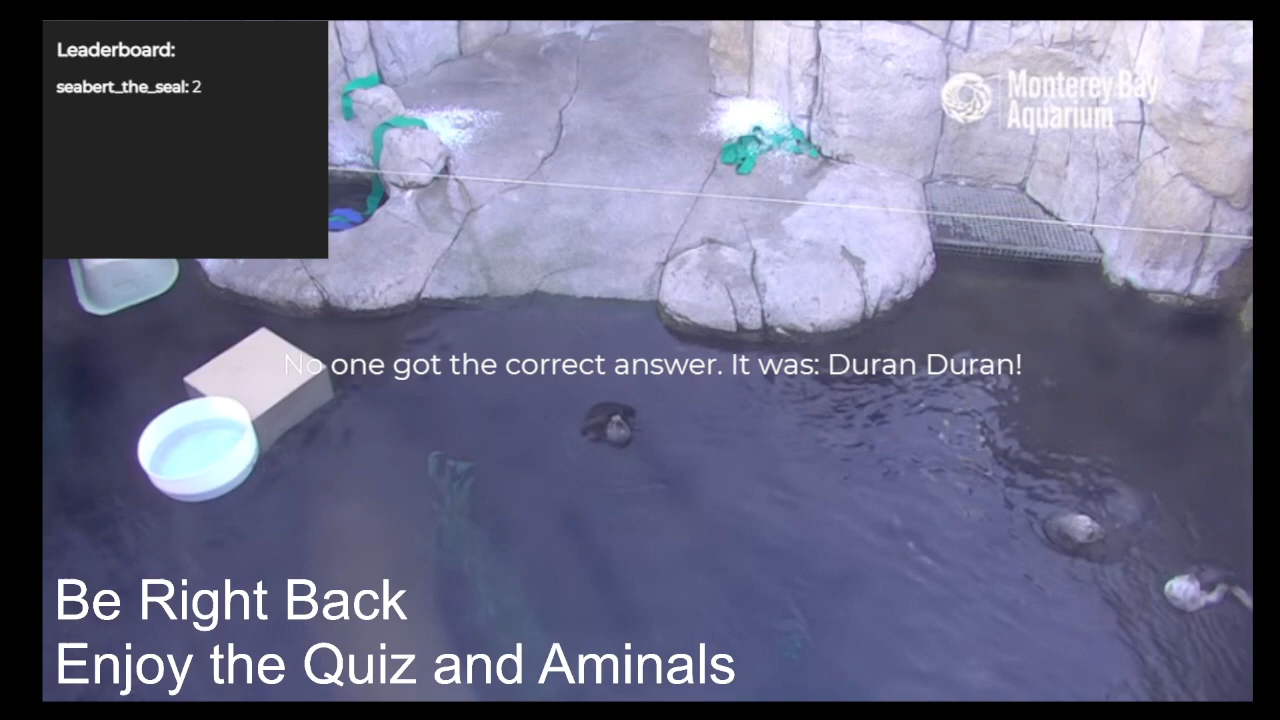 Leaderboard:
seabert_the_seal: 2
Monterey Bay
Aquarium
No one got the correct answer. It was: Duran Duran!
Be Right Back
Enjoy the Quiz and Aminals